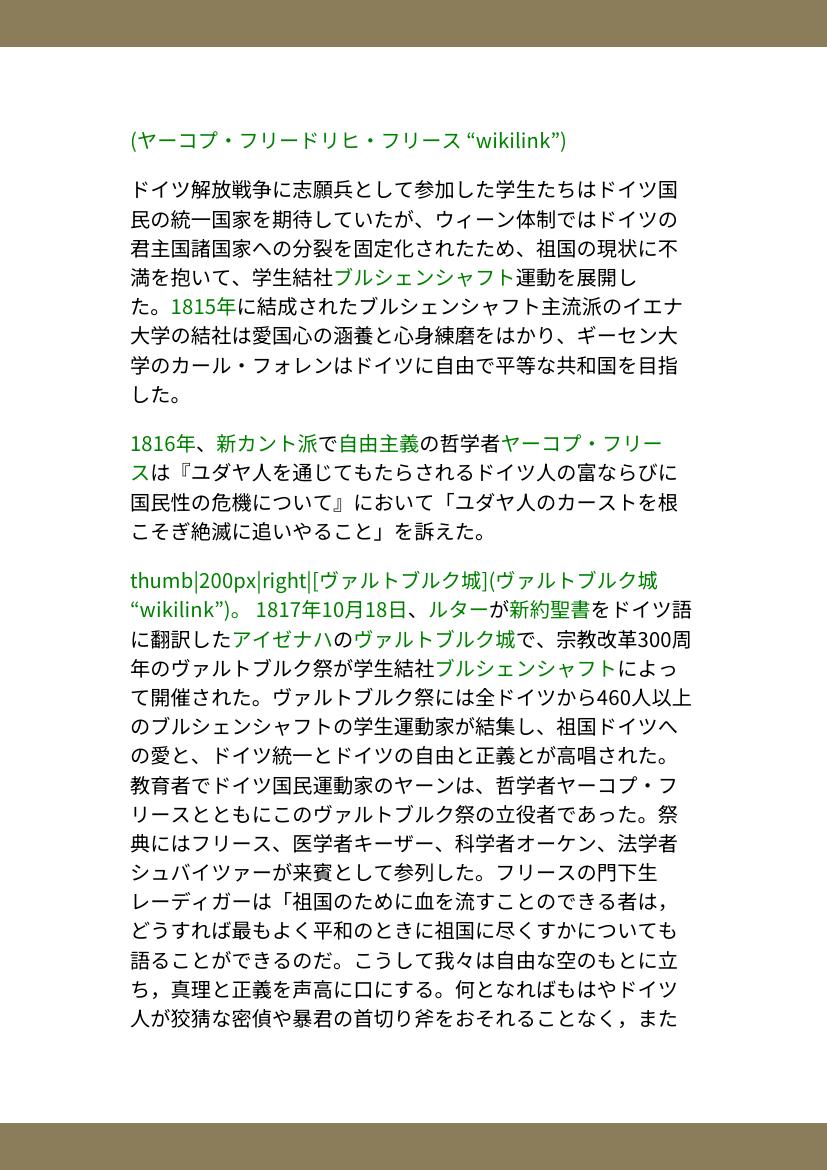 (ヤーコプ・フリードリヒ・フリース “wikilink”)
ドイツ解放戦争に志願兵として参加した学生たちはドイツ国
民の統一国家を期待していたが、ウィーン体制ではドイツの
君主国諸国家への分裂を固定化されたため、祖国の現状に不
満を抱いて、学生結社ブルシェンシャフト運動を展開し
た。1815年に結成されたブルシェンシャフト主流派のイエナ
大学の結社は愛国心の涵養と心身練磨をはかり、ギーセン大
学のカール・フォレンはドイツに自由で平等な共和国を目指
した。
1816年、新カント派で自由主義の哲学者ヤーコプ・フリー
スは『ユダヤ人を通じてもたらされるドイツ人の富ならびに
国民性の危機について』において「ユダヤ人のカーストを根
こそぎ絶滅に追いやること」を訴えた。
thumb|200px|right|[ヴァルトブルク城](ヴァルトブルク城
“wikilink”)。 1817年10月18日、ルターが新約聖書をドイツ語
に翻訳したアイゼナハのヴァルトブルク城で、宗教改革300周
年のヴァルトブルク祭が学生結社ブルシェンシャフトによっ
て開催された。ヴァルトブルク祭には全ドイツから460人以上
のブルシェンシャフトの学生運動家が結集し、祖国ドイツへ
の愛と、ドイツ統一とドイツの自由と正義とが高唱された。
教育者でドイツ国民運動家のヤーンは、哲学者ヤーコプ・フ
リースとともにこのヴァルトブルク祭の立役者であった。祭
典にはフリース、医学者キーザー、科学者オーケン、法学者
シュバイツァーが来賓として参列した。フリースの門下生
レーディガーは「祖国のために血を流すことのできる者は，
どうすれば最もよく平和のときに祖国に尽くすかについても
語ることができるのだ。こうして我々は自由な空のもとに立
ち，真理と正義を声高に口にする。何となればもはやドイツ
人が狡猜な密偵や暴君の首切り斧をおそれることなく，また